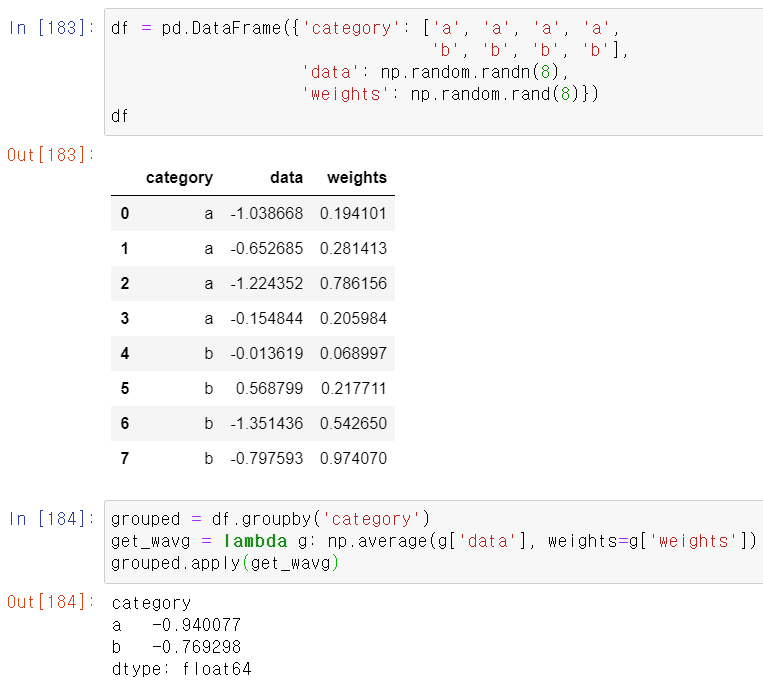 In [183]: df = pd.DataFrame({'category': ['a', 'a', 'a', 'a',
'b', 'b', 'b', 'b'],
'data': np.random.randn(8),
'weights': np.random.rand(8)})
df
Out[183]:
category data weights
0 a -1.038668 0.194101
1 a -0.652685 0.281413
2 a -1.224352 0.786156
3 a -0.154844 0.205984
4 b -0.013619 0.068997
5 b 0.568799 0.217711
6 b -1.351436 0.542650
7 b -0.797593 0.974070
In [184]: grouped = df.groupby('category')
get_wavg = lambda g: np.average(g['data'], weights=g['weights'])
grouped.apply(get_wavg)
Out[184]: category
a -0.940077
b -0.769298
dtype: float64